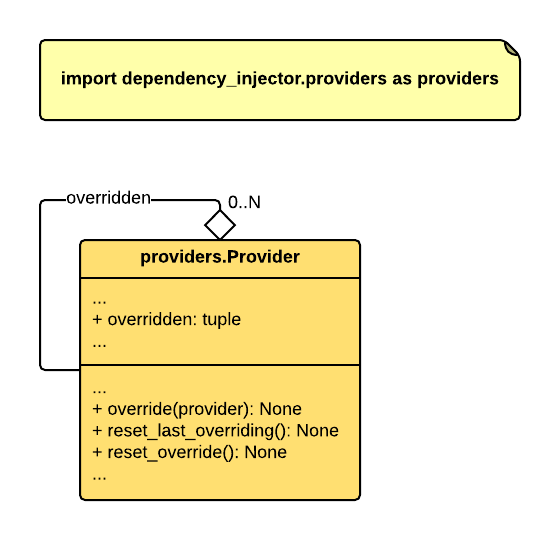 import dependency_injector.providers as providers
overridden
0..N
providers.Provider
...
+ overridden: tuple
...
...
+ override(provider): None
+ reset_last_overriding(): None
+ reset_override(): None
...